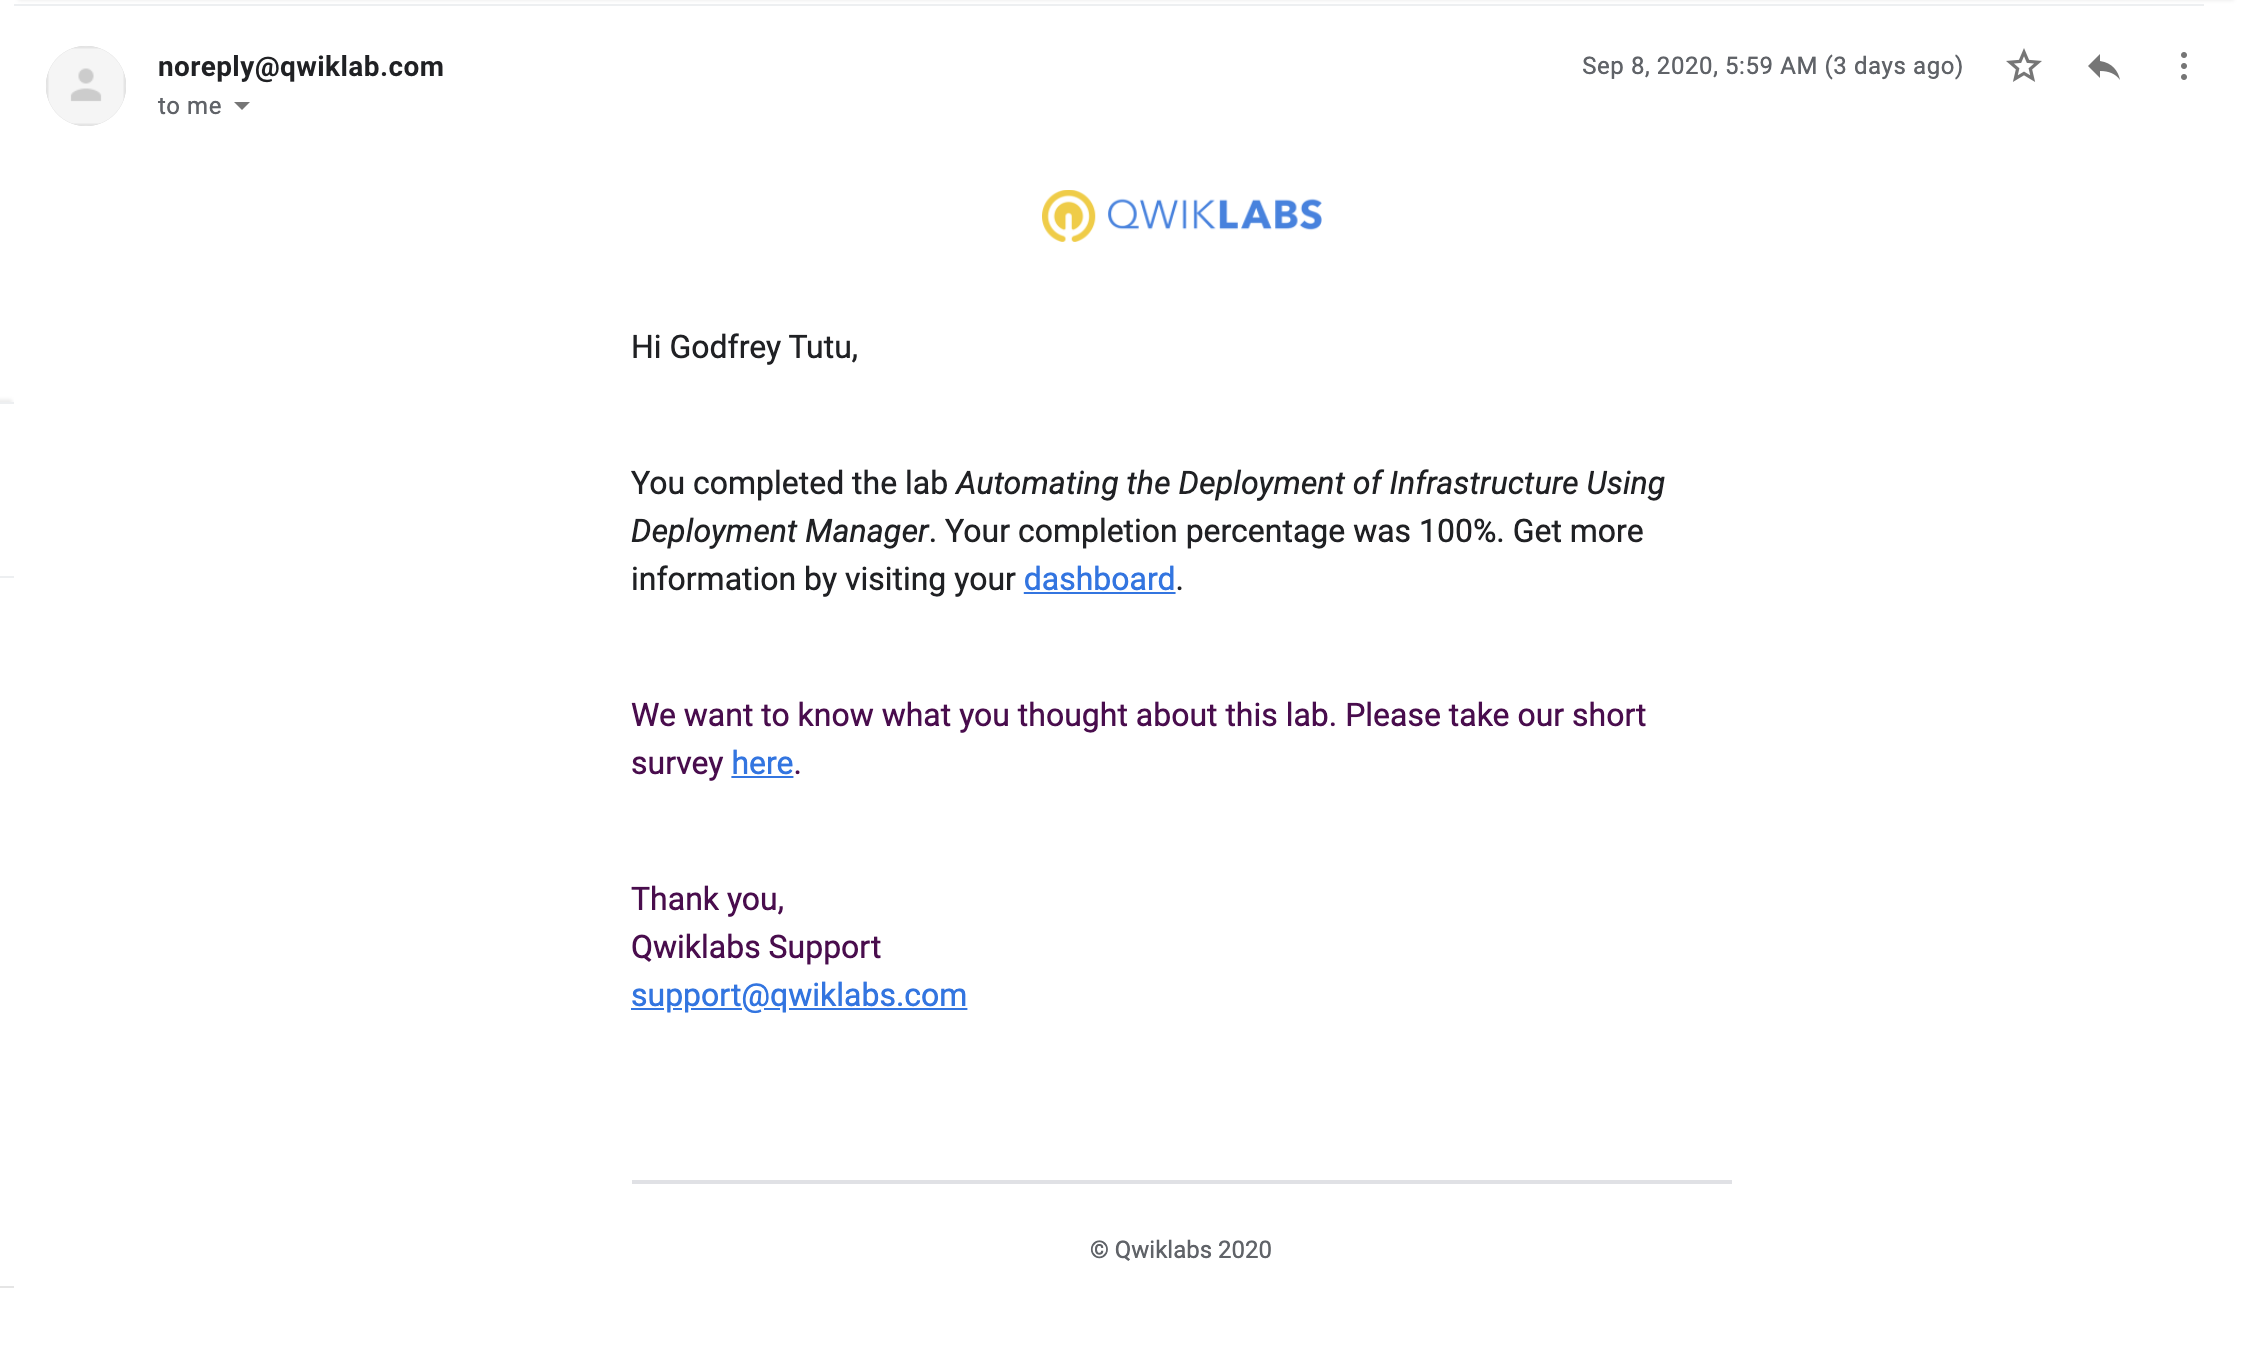 noreply@qwiklab.com
Sep 8, 2020, 5:59 AM (3 days ago)
to me
QWIKLABS
Hi Godfrey Tutu,
You completed the lab Automating the Deployment of Infrastructure Using
Deployment Manager. Your completion percentage was 100%. Get more
information by visiting your dashboard.
We want to know what you thought about this lab. Please take our short
survey here.
Thank you,
Qwiklabs Support
support@qwiklabs.com
© Qwiklabs 2020